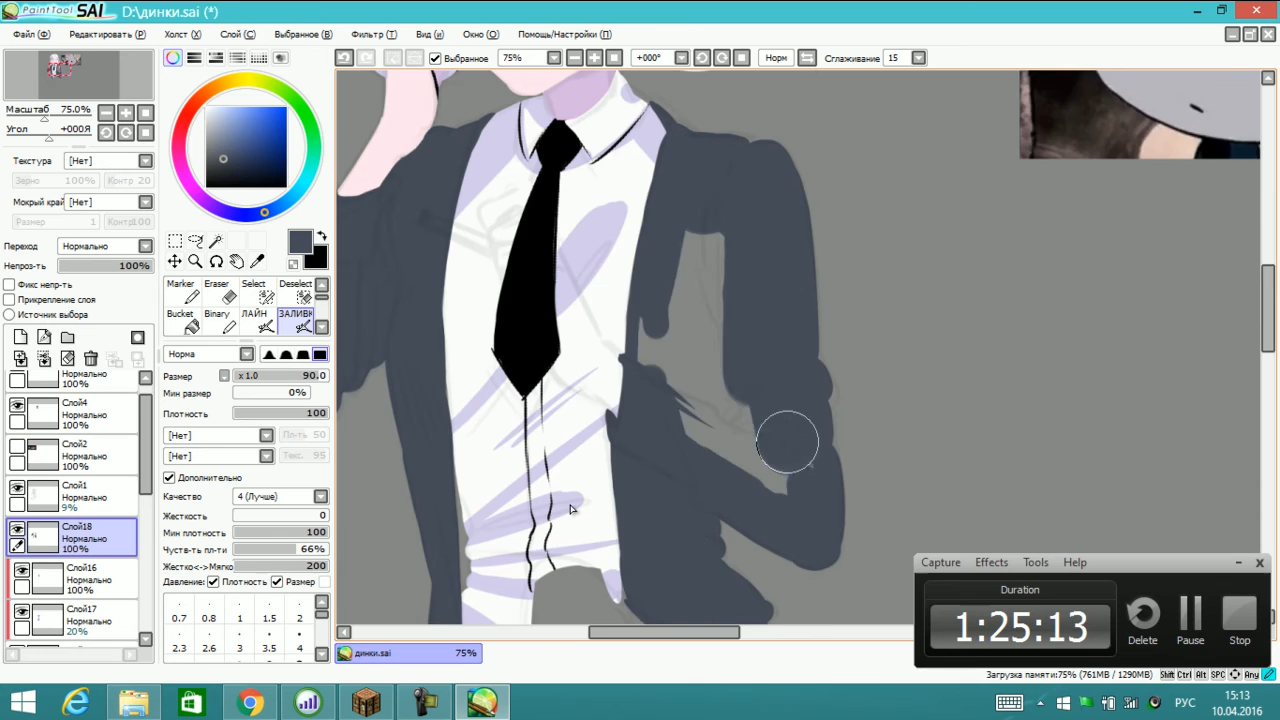 PaintTool SAI D:\динки.sai (*)
Файл (F) Редактировать (P) Холст (X) Слой (C) Выбранное (B) Фильтр (T) Вид (и) Окно (O) Помощь/Настройки (П)
Выбранное 75% +000° Норм Сглаживание 15
Масштаб 75.0%
Угол +000Я
Текстура [Нет]
Зерно 100% Контр 20
Мокрый край [Нет]
Размер 1 Контр 100
Переход Нормально
Непроз-ть 100%
Фикс непр-ть
Прикрепление слоя
Источник выбора
Нормально
100%
Слой4
Нормально
100%
Слой2
Нормально
100%
Слой1
Нормально
9%
Слой18
Нормально
100%
Слой16
Нормально
100%
Слой17
Нормально
20%
Marker Eraser Select Deselect
Bucket Binary ЛАЙН ЗАЛИВК
Норма
Размер x 1.0 90.0
Мин размер 0%
Плотность 100
[Нет] Пл-ть 50
[Нет] Текс. 95
Дополнительно
Качество 4 (Лучше)
Жесткость 0
Мин плотность 100
Чуств-ть пл-ти 66%
Жестко<->Мягко 200
Давление: Плотность Размер
0.7 0.8 1 1.5 2
2.3 2.6 3 3.5 4
динки.sai 75%
Capture Effects Tools Help
Duration
1:25:13
Delete Pause Stop
Загрузка памяти:75% (761MB / 1290MB) Shift Ctrl Alt SPC Any
РУС
15:13
10.04.2016